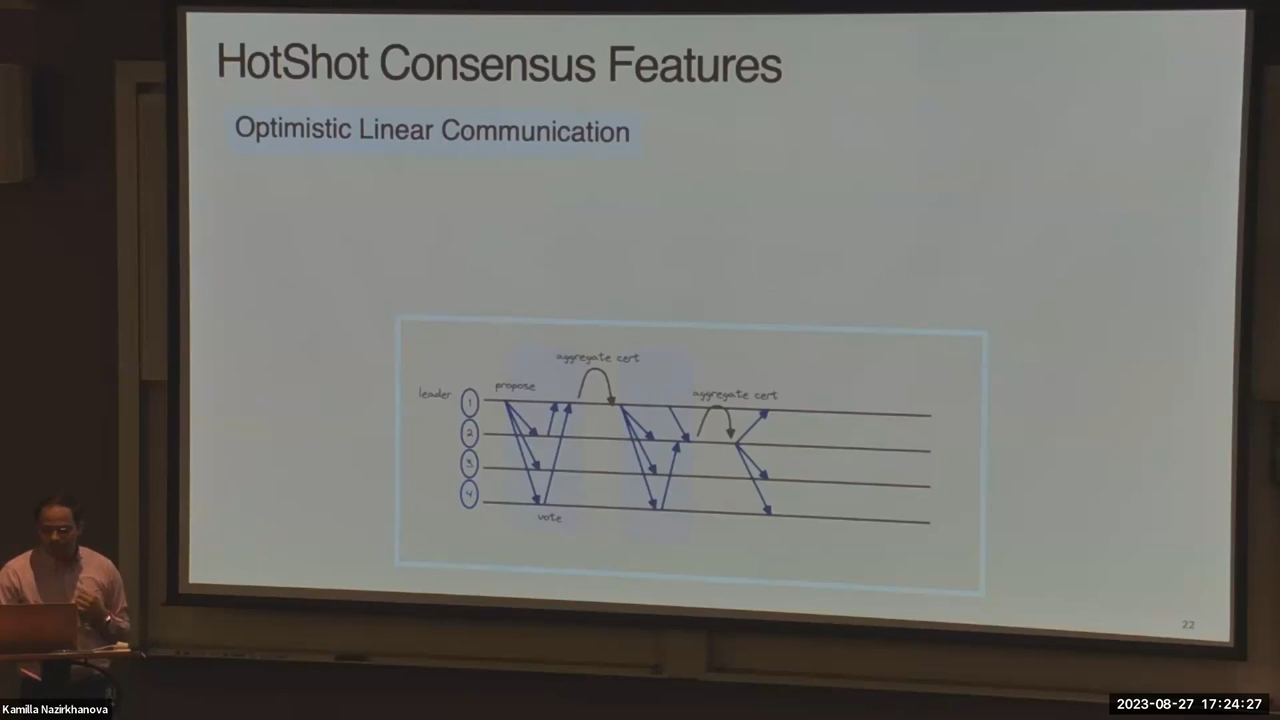 HotShot Consensus Features
Optimistic Linear Communication
aggregate cert
propose
leader
aggregate cert
1
2
3
4
vote
22
Kamilla Nazirkhanova
2023-08-27 17:24:27